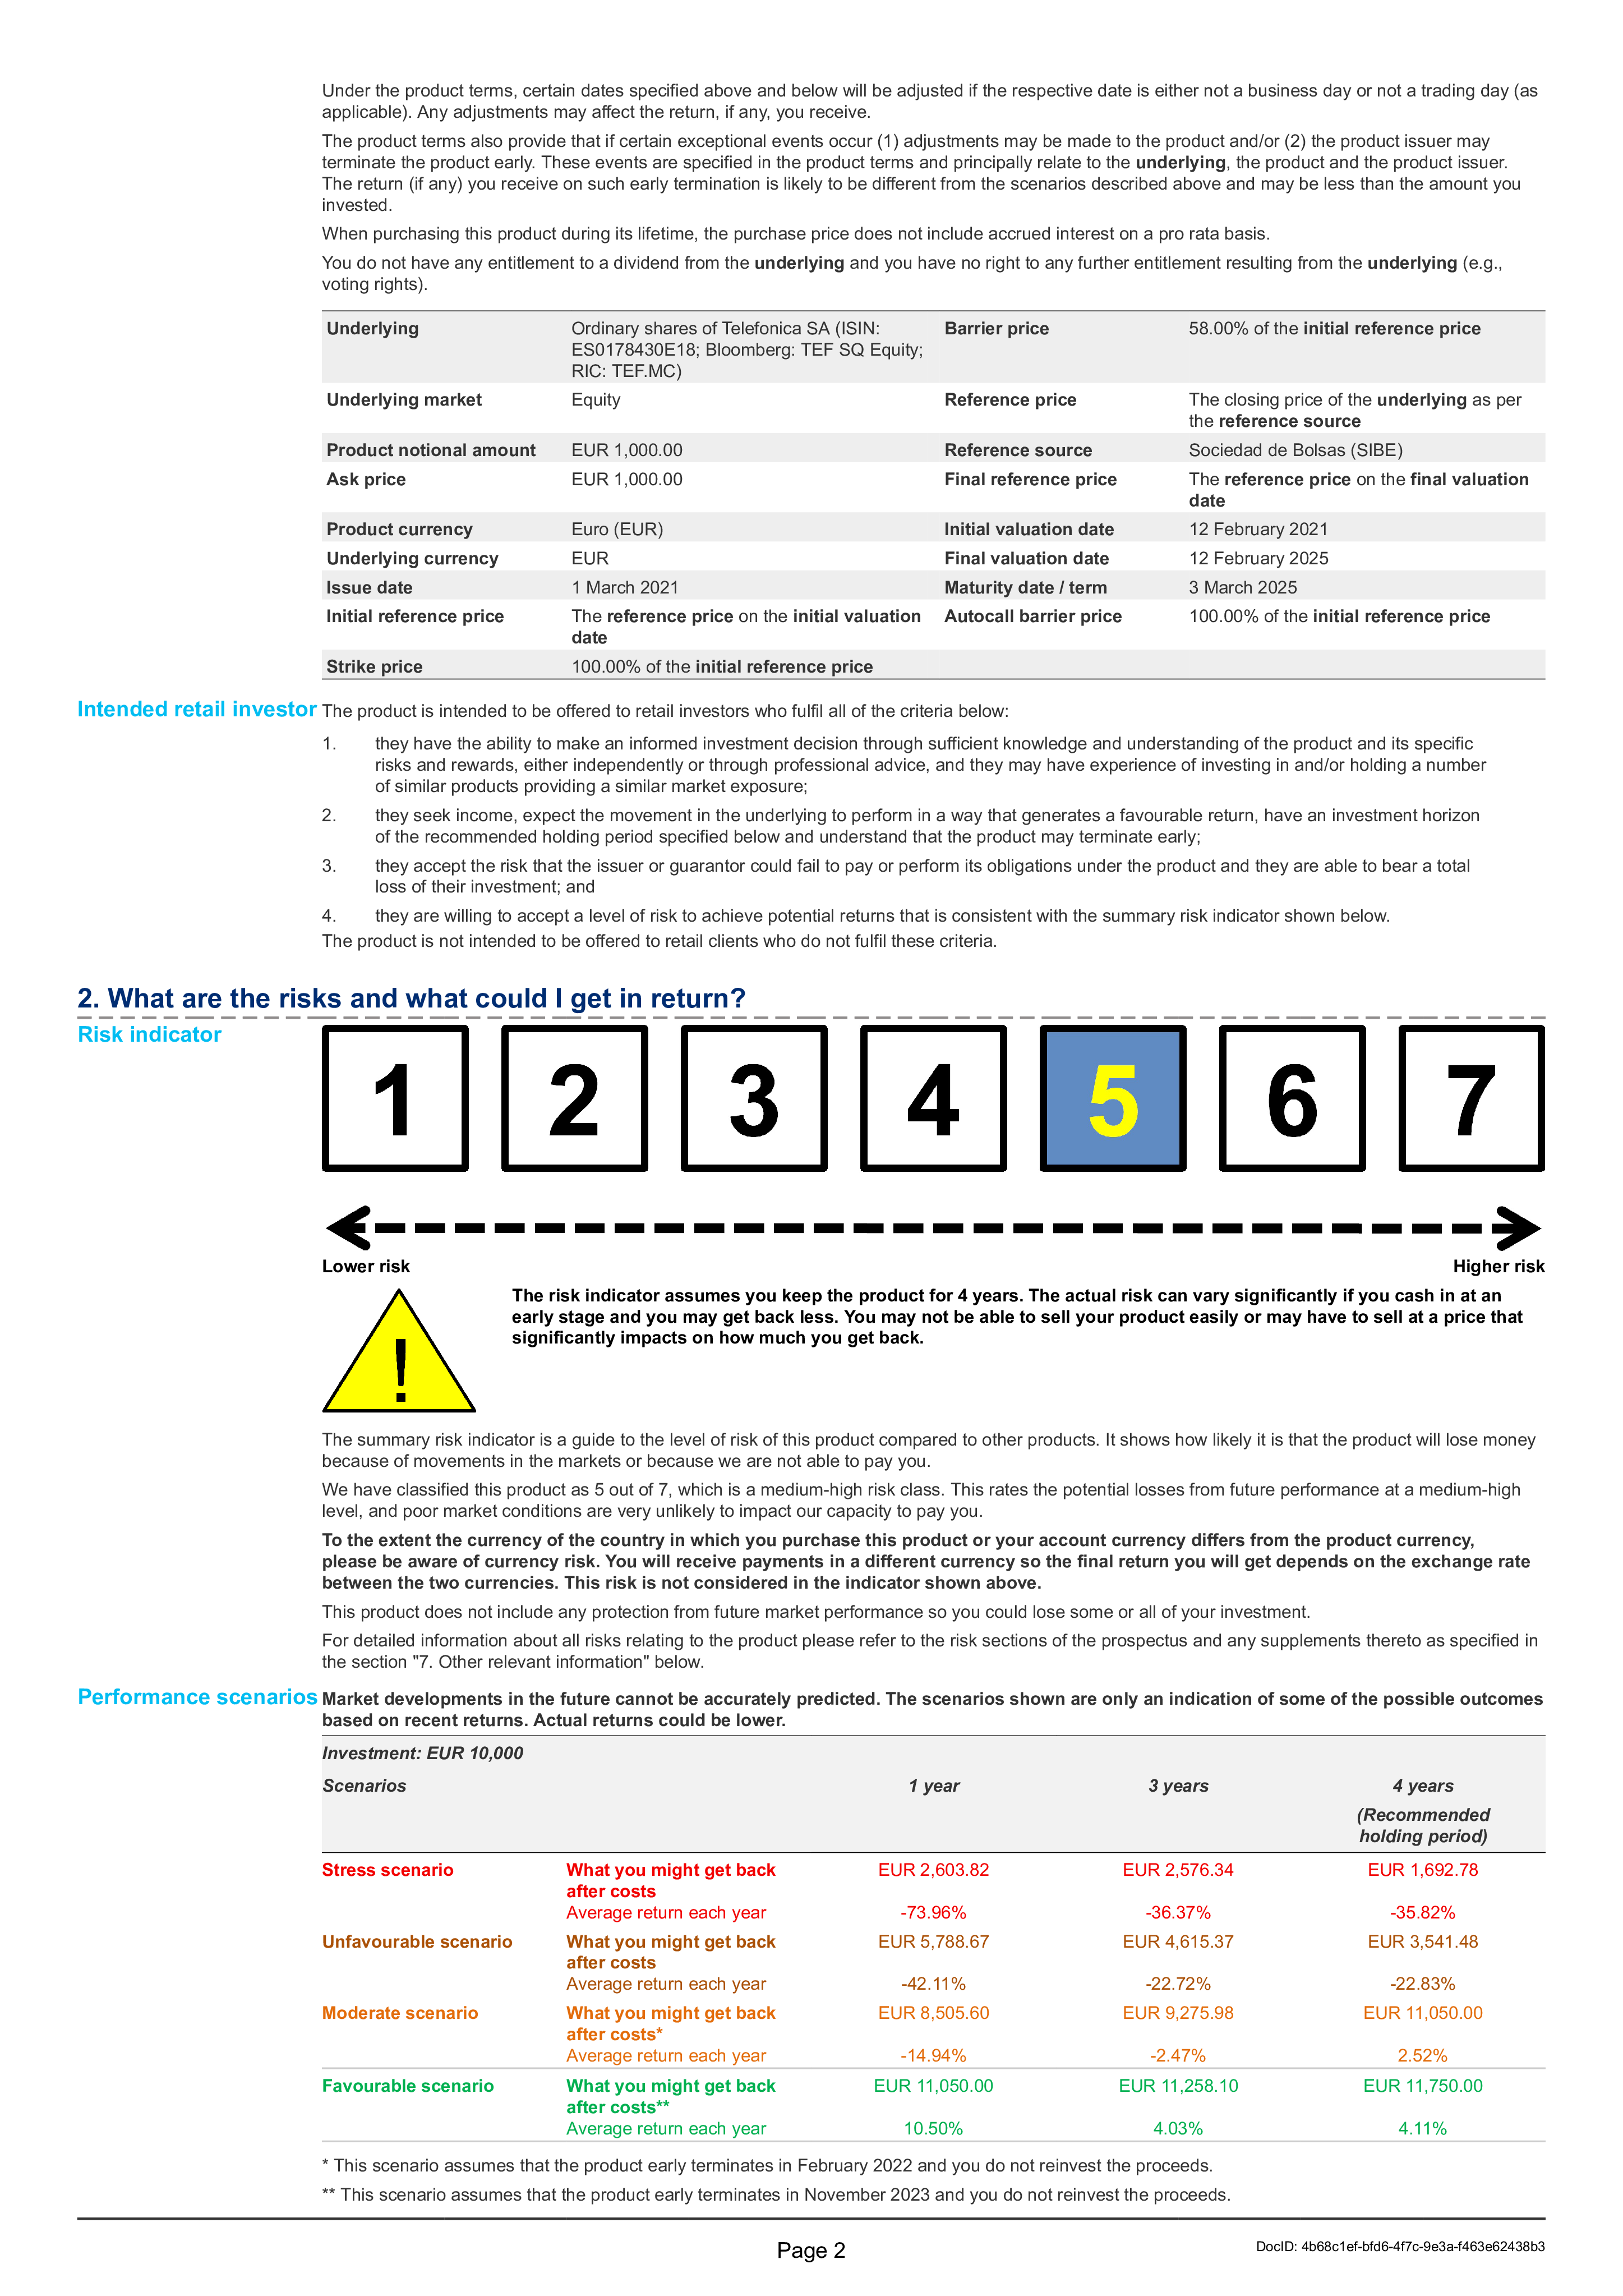 Under the product terms, certain dates specified above and below will be adjusted if the respective date is either not a business day or not a trading day (as
applicable). Any adjustments may affect the return, if any, you receive.
The product terms also provide that if certain exceptional events occur (1) adjustments may be made to the product and/or (2) the product issuer may
terminate the product early. These events are specified in the product terms and principally relate to the underlying, the product and the product issuer.
The return (if any) you receive on such early termination is likely to be different from the scenarios described above and may be less than the amount you
invested.
When purchasing this product during its lifetime, the purchase price does not include accrued interest on a pro rata basis.
You do not have any entitlement to a dividend from the underlying and you have no right to any further entitlement resulting from the underlying (e.g.,
voting rights).
Underlying Ordinary shares of Telefonica SA (ISIN: Barrier price 58.00% of the initial reference price
ES0178430E18; Bloomberg: TEF SQ Equity;
RIC: TEF.MC)
Underlying market Equity Reference price The closing price of the underlying as per
the reference source
Product notional amount EUR 1,000.00 Reference source Sociedad de Bolsas (SIBE)
Ask price EUR 1,000.00 Final reference price The reference price on the final valuation
date
Product currency Euro (EUR) Initial valuation date 12 February 2021
Underlying currency EUR Final valuation date 12 February 2025
Issue date 1 March 2021 Maturity date / term 3 March 2025
Initial reference price The reference price on the initial valuation Autocall barrier price 100.00% of the initial reference price
date
Strike price 100.00% of the initial reference price
Intended retail investor The product is intended to be offered to retail investors who fulfil all of the criteria below:
1. they have the ability to make an informed investment decision through sufficient knowledge and understanding of the product and its specific
risks and rewards, either independently or through professional advice, and they may have experience of investing in and/or holding a number
of similar products providing a similar market exposure;
2. they seek income, expect the movement in the underlying to perform in a way that generates a favourable return, have an investment horizon
of the recommended holding period specified below and understand that the product may terminate early;
3. they accept the risk that the issuer or guarantor could fail to pay or perform its obligations under the product and they are able to bear a total
loss of their investment; and
4. they are willing to accept a level of risk to achieve potential returns that is consistent with the summary risk indicator shown below.
The product is not intended to be offered to retail clients who do not fulfil these criteria.
2. What are the risks and what could I get in return?
Risk indicator
1 2 3 4 5 6 7
Lower risk Higher risk
The risk indicator assumes you keep the product for 4 years. The actual risk can vary significantly if you cash in at an
early stage and you may get back less. You may not be able to sell your product easily or may have to sell at a price that
significantly impacts on how much you get back.
!
The summary risk indicator is a guide to the level of risk of this product compared to other products. It shows how likely it is that the product will lose money
because of movements in the markets or because we are not able to pay you.
We have classified this product as 5 out of 7, which is a medium-high risk class. This rates the potential losses from future performance at a medium-high
level, and poor market conditions are very unlikely to impact our capacity to pay you.
To the extent the currency of the country in which you purchase this product or your account currency differs from the product currency,
please be aware of currency risk. You will receive payments in a different currency so the final return you will get depends on the exchange rate
between the two currencies. This risk is not considered in the indicator shown above.
This product does not include any protection from future market performance so you could lose some or all of your investment.
For detailed information about all risks relating to the product please refer to the risk sections of the prospectus and any supplements thereto as specified in
the section "7. Other relevant information" below.
Performance scenarios Market developments in the future cannot be accurately predicted. The scenarios shown are only an indication of some of the possible outcomes
based on recent returns. Actual returns could be lower.
Investment: EUR 10,000
Scenarios 1 year 3 years 4 years
(Recommended
holding period)
Stress scenario What you might get back EUR 2,603.82 EUR 2,576.34 EUR 1,692.78
after costs
Average return each year -73.96% -36.37% -35.82%
Unfavourable scenario What you might get back EUR 5,788.67 EUR 4,615.37 EUR 3,541.48
after costs
Average return each year -42.11% -22.72% -22.83%
Moderate scenario What you might get back EUR 8,505.60 EUR 9,275.98 EUR 11,050.00
after costs*
Average return each year -14.94% -2.47% 2.52%
Favourable scenario What you might get back EUR 11,050.00 EUR 11,258.10 EUR 11,750.00
after costs**
Average return each year 10.50% 4.03% 4.11%
* This scenario assumes that the product early terminates in February 2022 and you do not reinvest the proceeds.
** This scenario assumes that the product early terminates in November 2023 and you do not reinvest the proceeds.
Page 2 DocID: 4b68c1ef-bfd6-4f7c-9e3a-f463e62438b3